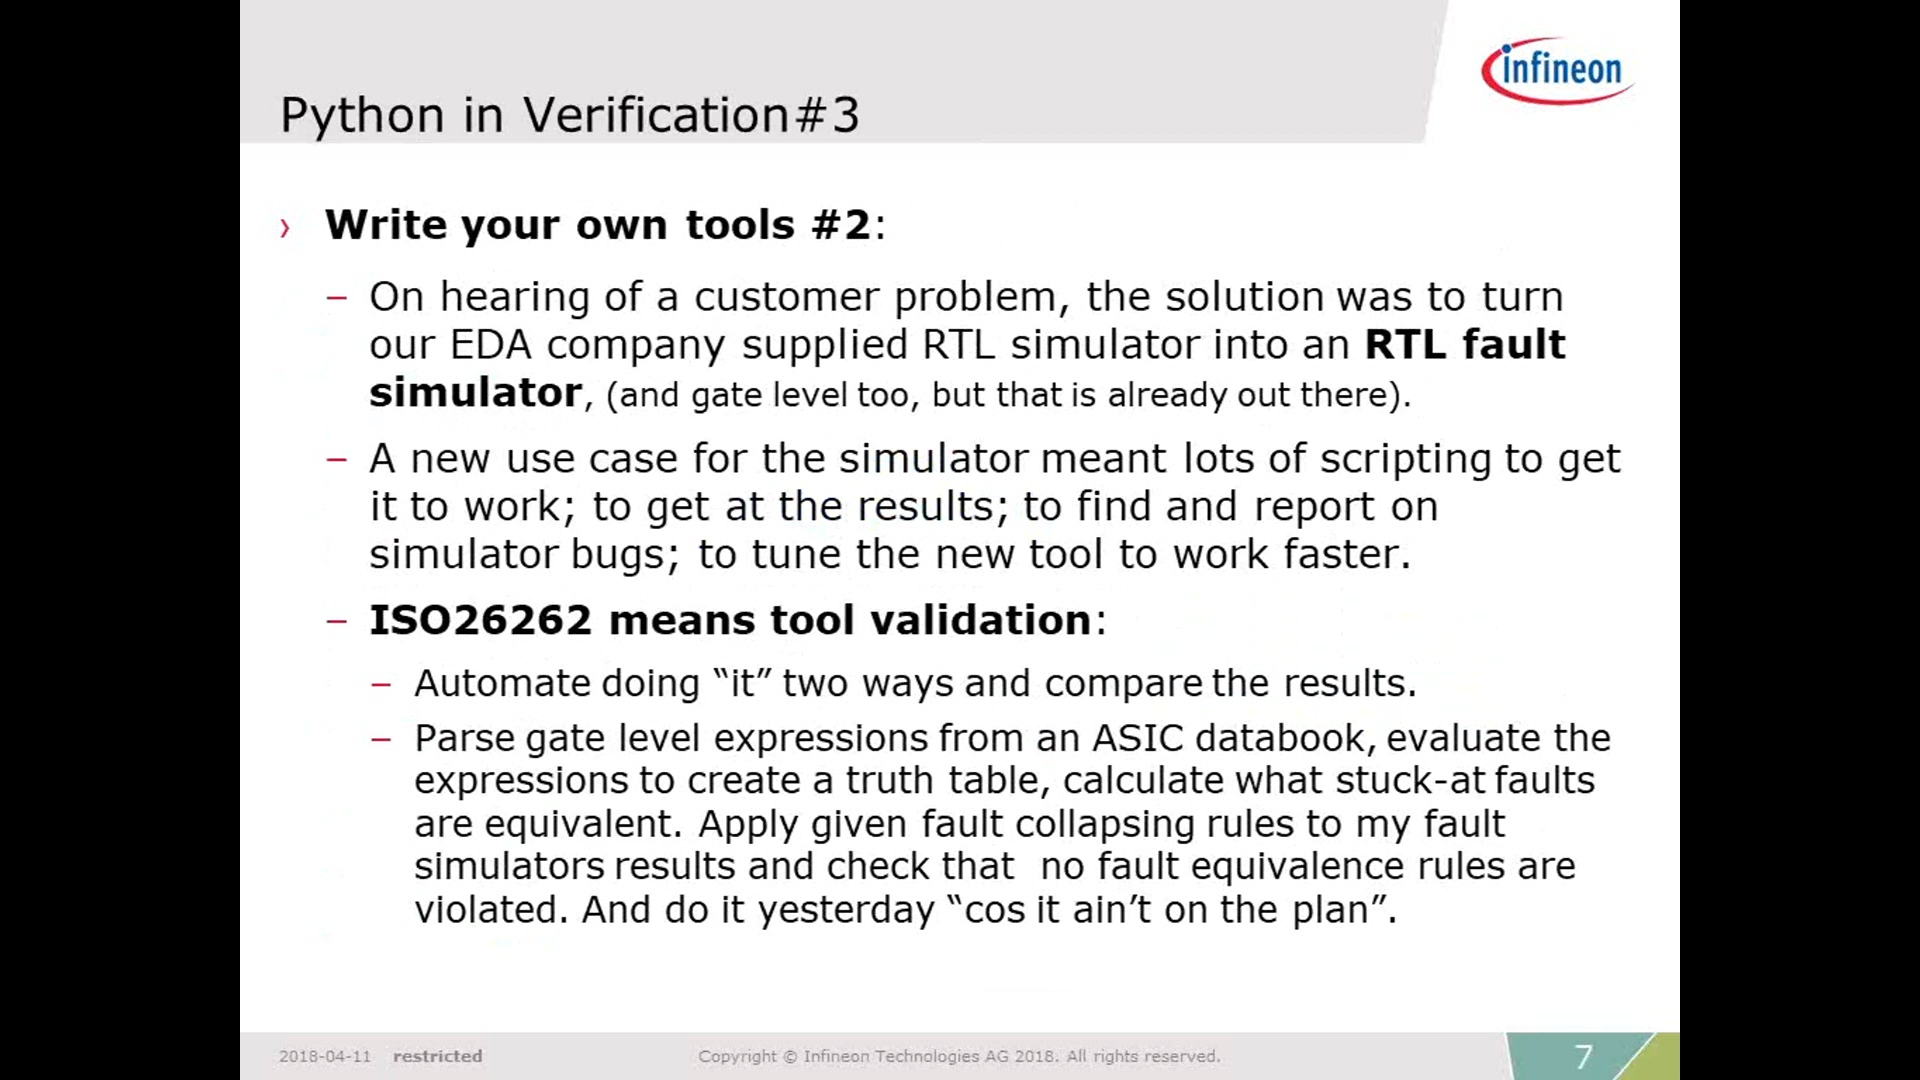 infineon
Python in Verification#3
› Write your own tools #2:
– On hearing of a customer problem, the solution was to turn
our EDA company supplied RTL simulator into an RTL fault
simulator, (and gate level too, but that is already out there).
– A new use case for the simulator meant lots of scripting to get
it to work; to get at the results; to find and report on
simulator bugs; to tune the new tool to work faster.
– ISO26262 means tool validation:
– Automate doing “it” two ways and compare the results.
– Parse gate level expressions from an ASIC databook, evaluate the
expressions to create a truth table, calculate what stuck-at faults
are equivalent. Apply given fault collapsing rules to my fault
simulators results and check that  no fault equivalence rules are
violated. And do it yesterday “cos it ain’t on the plan”.
2018-04-11 restricted Copyright © Infineon Technologies AG 2018. All rights reserved. 7